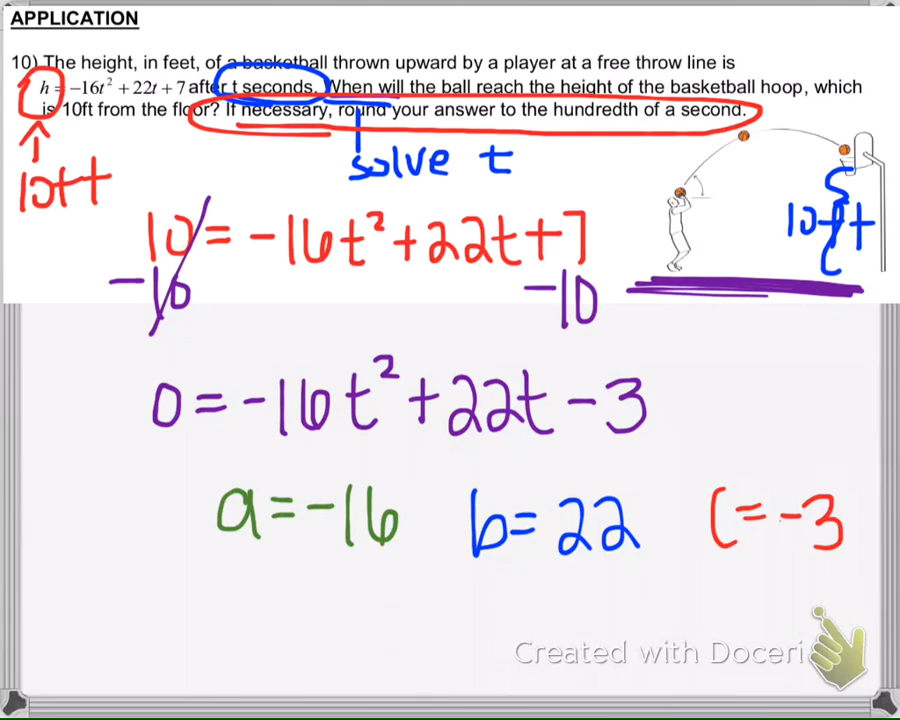 APPLICATION
10) The height, in feet, of a basketball thrown upward by a player at a free throw line is
h = −16t² + 22t + 7 after t seconds. When will the ball reach the height of the basketball hoop, which
is 10ft from the floor? If necessary, round your answer to the hundredth of a second.
10ft
solve t
10ft
10 = -16t² + 22t + 7
-10 -10
0 = -16t² + 22t - 3
a = -16 b = 22 c = -3
Created with Doceri